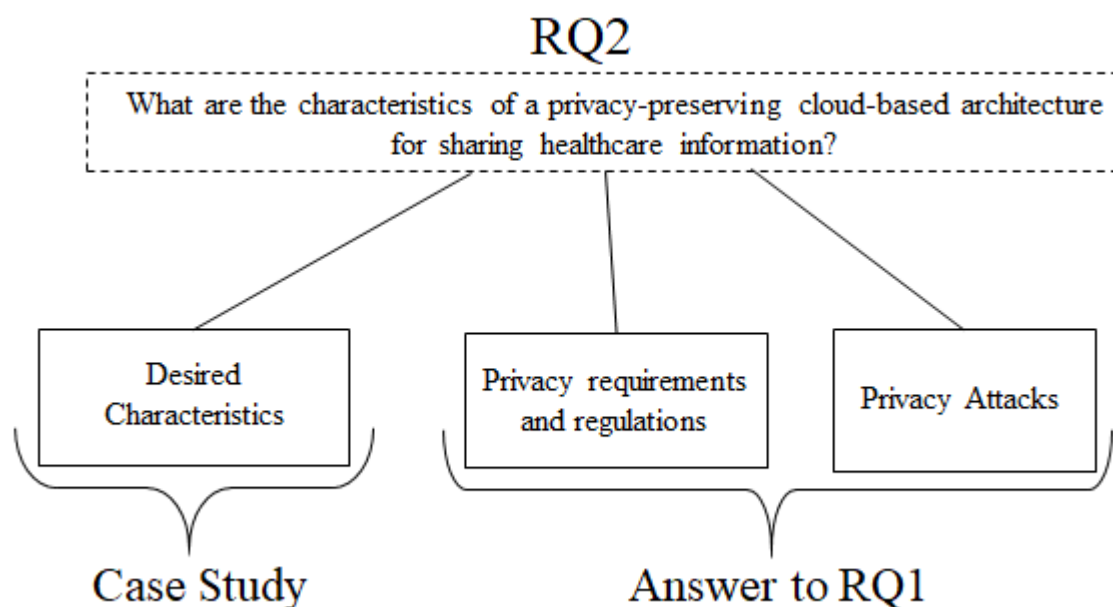 RQ2
What are the characteristics of a privacy-preserving cloud-based architecture
for sharing healthcare information?
Desired
Characteristics
Privacy requirements
and regulations
Privacy Attacks
Case Study
Answer to RQ1